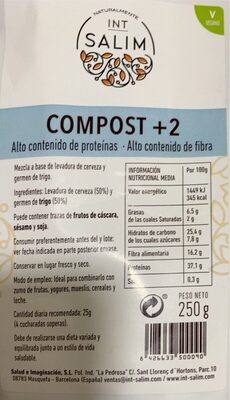 NATURALMENTE
INT
SALIM
V
VEGANO
COMPOST +2
Alto contenido de proteínas · Alto contenido de fibra
Mezcla a base de levadura de cerveza y
germen de trigo.
Ingredientes: Levadura de cerveza (50%) y
germen de trigo (50%)
Puede contener trazas de frutos de cáscara,
sésamo y soja.
Consumir preferentemente antes del y lote:
ver fecha indicada en parte posterior
envase.
Conservar en lugar fresco y seco.
Modo de empleo: Ideal para combinarlo con
zumo de frutas, yogures, mueslis, cereales y
leche.
Cantidad diaria recomendada: 25g
(4 cucharadas soperas).
Debe de realizarse una dieta variada y
equilibrada junto a un estilo de vida
saludable.
INFORMACIÓN
NUTRICIONAL MEDIA
Por 100g
Valor energético 1449 kJ
345 kcal
Grasas 6,5 g
de las cuales Saturadas 2 g
Hidratos de carbono 25,4 g
de los cuales azúcares 7,8 g
Fibra alimentaria 16,2 g
Proteínas 37,1 g
Sal 0,3 g
PESO NETO
250 g
8 426633 500090
Salud e Imaginación, S.L. Pol. Ind. "La Pedrosa" C/. Sant Llorenç d'Hortons, Parc. 10
08783 Masquefa - Barcelona (España) ventas@int-salim.com / www.int-salim.com